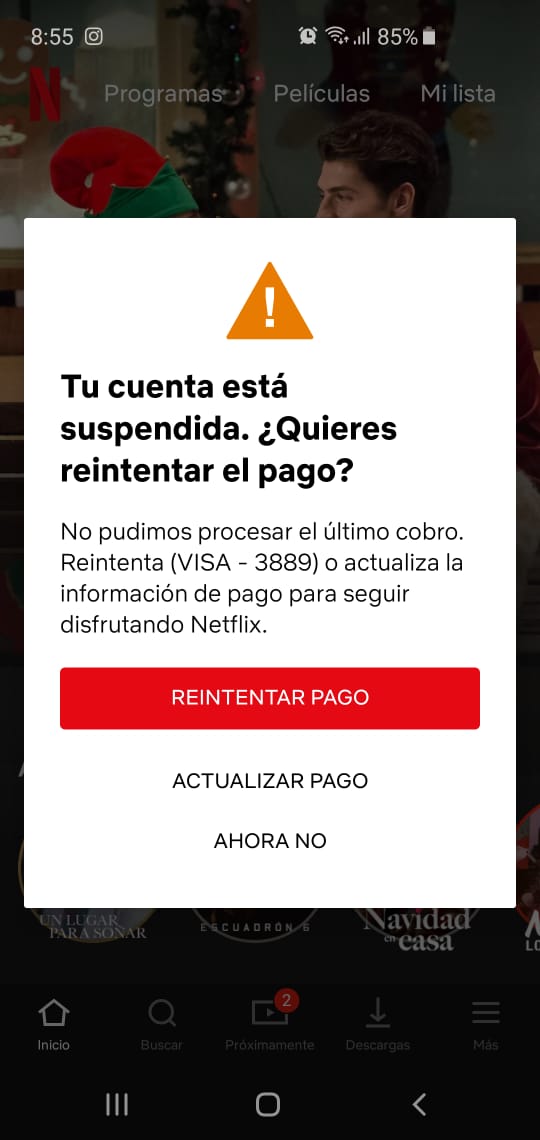 8:55
85%
N
Programas
Películas
Mi lista
Tu cuenta está
suspendida. ¿Quieres
reintentar el pago?
No pudimos procesar el último cobro.
Reintenta (VISA - 3889) o actualiza la
información de pago para seguir
disfrutando Netflix.
REINTENTAR PAGO
ACTUALIZAR PAGO
AHORA NO
UN LUGAR
PARA SOÑAR
ESCUADRÓN 6
Navidad
en casa
2
Inicio
Buscar
Próximamente
Descargas
Más